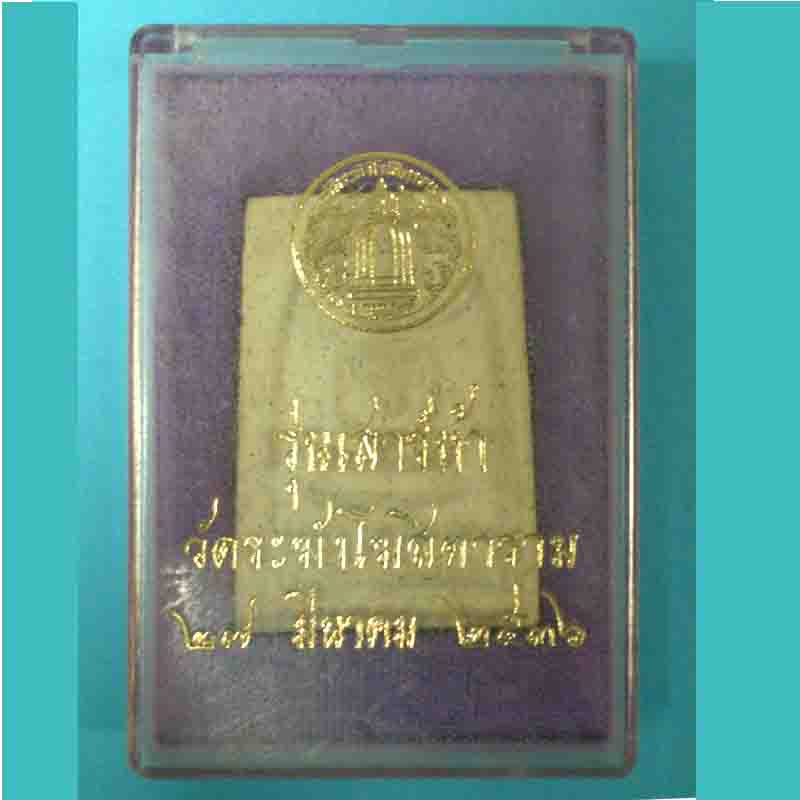 รุ่นเสาร์ห้า
วัดระฆังโฆสิตาราม
๒๗ มีนาคม ๒๕๓๖